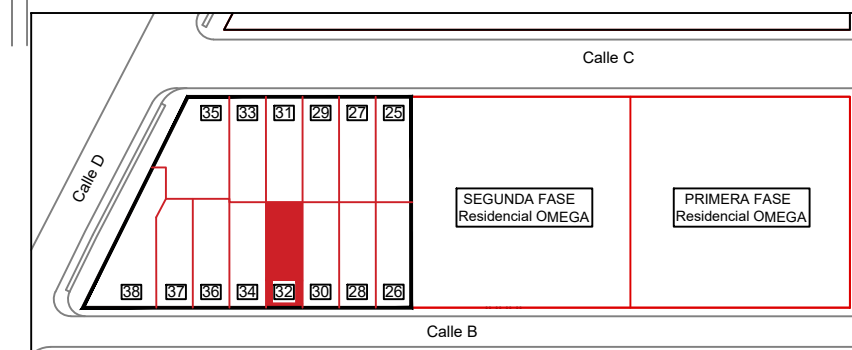 Calle C
35 33 31 29 27 25
Calle D
SEGUNDA FASE
Residencial OMEGA
PRIMERA FASE
Residencial OMEGA
38 37 36 34 32 30 28 26
Calle B